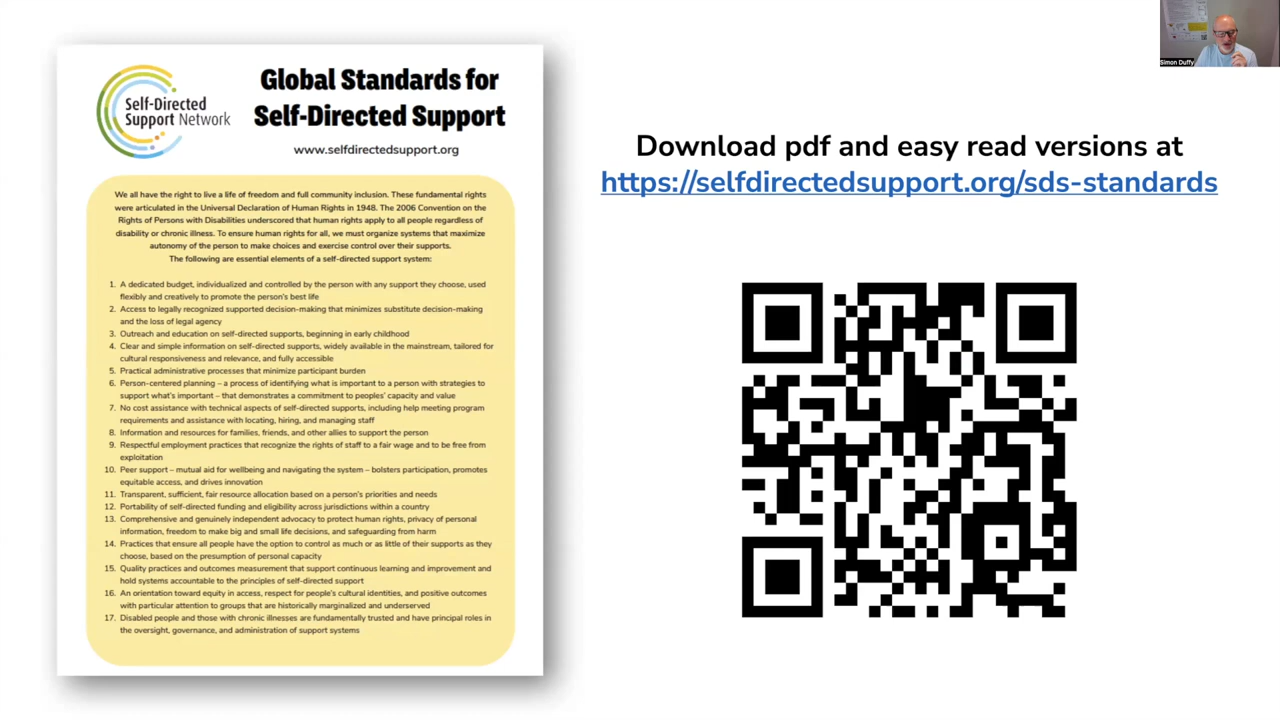 Self-Directed
Support Network
Global Standards for
Self-Directed Support
www.selfdirectedsupport.org
We all have the right to live a life of freedom and full community inclusion. These fundamental rights
were articulated in the Universal Declaration of Human Rights in 1948. The 2006 Convention on the
Rights of Persons with Disabilities underscored that human rights apply to all people regardless of
disability or chronic illness. To ensure human rights for all, we must organize systems that maximize
autonomy of the person to make choices and exercise control over their supports.
The following are essential elements of a self-directed support system:
1. A dedicated budget, individualized and controlled by the person with any support they choose, used
flexibly and creatively to promote the person's best life
2. Access to legally recognized supported decision-making that minimizes substitute decision-making
and the loss of legal agency
3. Outreach and education on self-directed supports, beginning in early childhood
4. Clear and simple information on self-directed supports, widely available in the mainstream, tailored for
cultural responsiveness and relevance, and fully accessible
5. Practical administrative processes that minimize participant burden
6. Person-centered planning – a process of identifying what is important to a person with strategies to
support what's important – that demonstrates a commitment to peoples' capacity and value
7. No cost assistance with technical aspects of self-directed supports, including help meeting program
requirements and assistance with locating, hiring, and managing staff
8. Information and resources for families, friends, and other allies to support the person
9. Respectful employment practices that recognize the rights of staff to a fair wage and to be free from
exploitation
10. Peer support – mutual aid for wellbeing and navigating the system – bolsters participation, promotes
equitable access, and drives innovation
11. Transparent, sufficient, fair resource allocation based on a person's priorities and needs
12. Portability of self-directed funding and eligibility across jurisdictions within a country
13. Comprehensive and genuinely independent advocacy to protect human rights, privacy of personal
information, freedom to make big and small life decisions, and safeguarding from harm
14. Practices that ensure all people have the option to control as much or as little of their supports as they
choose, based on the presumption of personal capacity
15. Quality practices and outcomes measurement that support continuous learning and improvement and
hold systems accountable to the principles of self-directed support
16. An orientation toward equity in access, respect for people's cultural identities, and positive outcomes
with particular attention to groups that are historically marginalized and underserved
17. Disabled people and those with chronic illnesses are fundamentally trusted and have principal roles in
the oversight, governance, and administration of support systems
Download pdf and easy read versions at
https://selfdirectedsupport.org/sds-standards
Simon Duffy